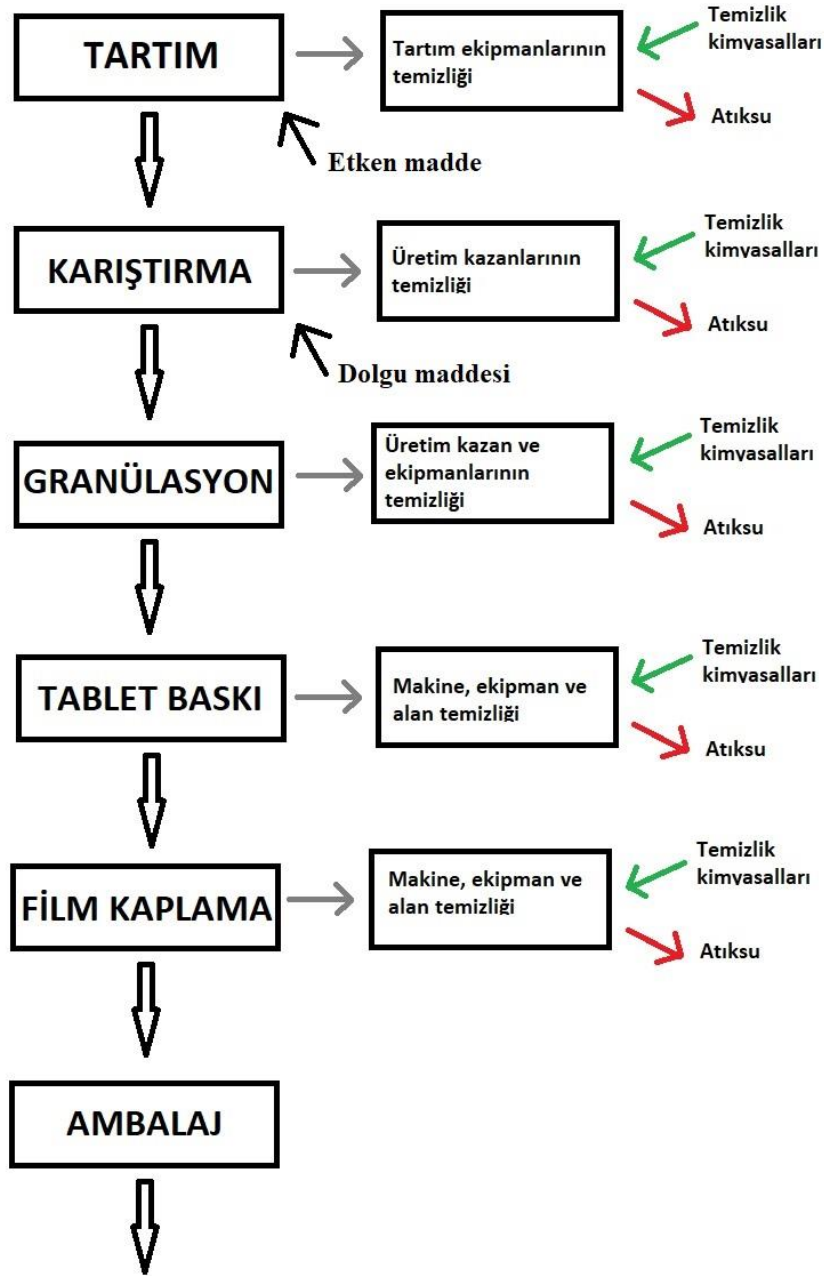 TARTIM
Tartım ekipmanlarının
temizliği
Temizlik
kimyasalları
Atıksu
Etken madde
KARIŞTIRMA
Üretim kazanlarının
temizliği
Temizlik
kimyasalları
Atıksu
Dolgu maddesi
GRANÜLASYON
Üretim kazan ve
ekipmanlarının
temizliği
Temizlik
kimyasalları
Atıksu
TABLET BASKI
Makine, ekipman ve
alan temizliği
Temizlik
kimyasalları
Atıksu
FİLM KAPLAMA
Makine, ekipman ve
alan temizliği
Temizlik
kimyasalları
Atıksu
AMBALAJ